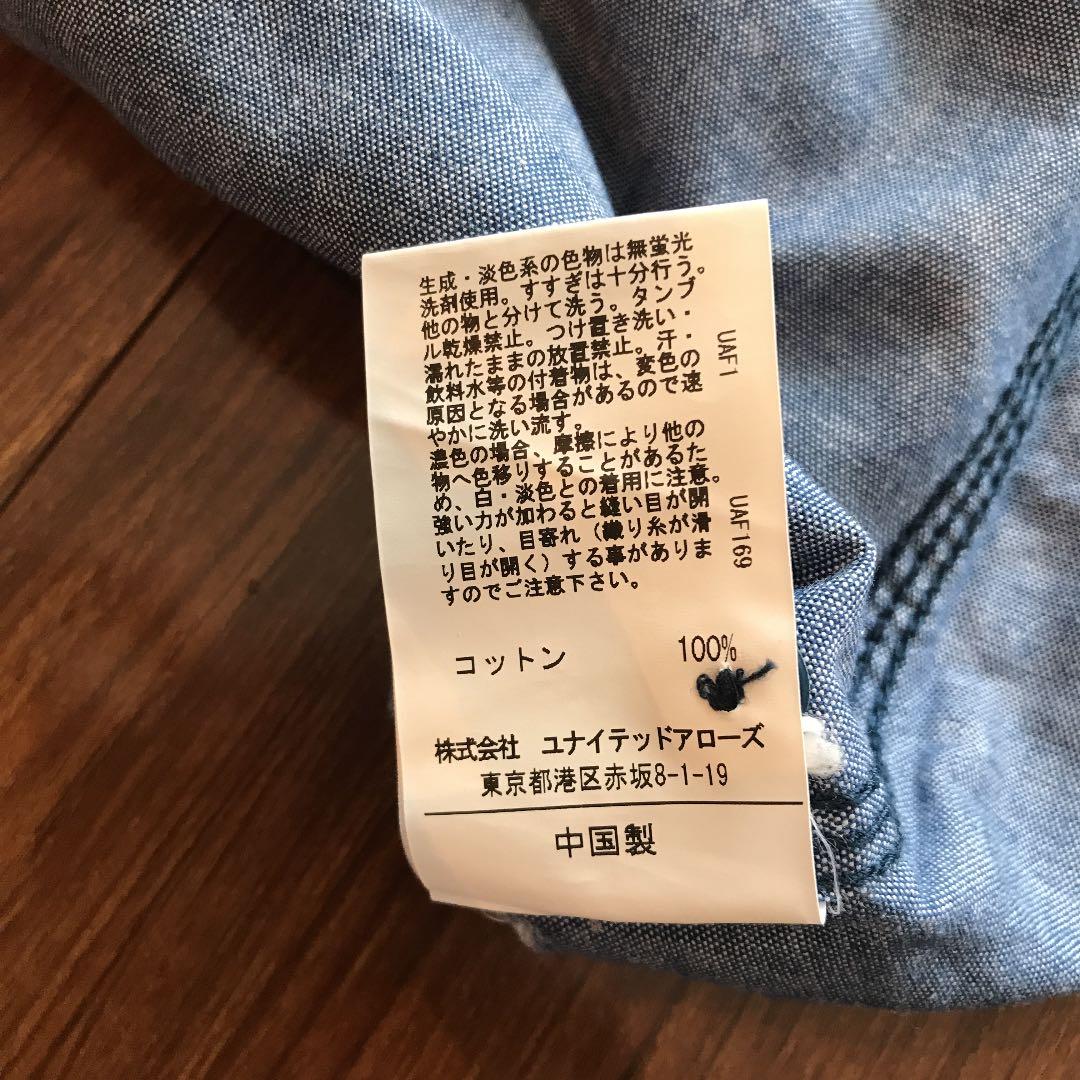 生成・淡色系の色物は無蛍光
洗剤使用。すすぎは十分行う。
他の物と分けて洗う。タンブ
ル乾燥禁止。つけ置き洗い・
濡れたままの放置禁止。汗・
飲料水等の付着物は、変色の
原因となる場合があるので速
やかに洗い流す。
濃色の場合、摩擦により他の
物へ色移りすることがあるた
め、白・淡色との着用に注意。
強い力が加わると縫い目が開
いたり、目寄れ（織り糸が滑
り目が開く）する事がありま
すのでご注意下さい。
UAF1
UAF169
コットン 100%
株式会社 ユナイテッドアローズ
東京都港区赤坂8-1-19
中国製